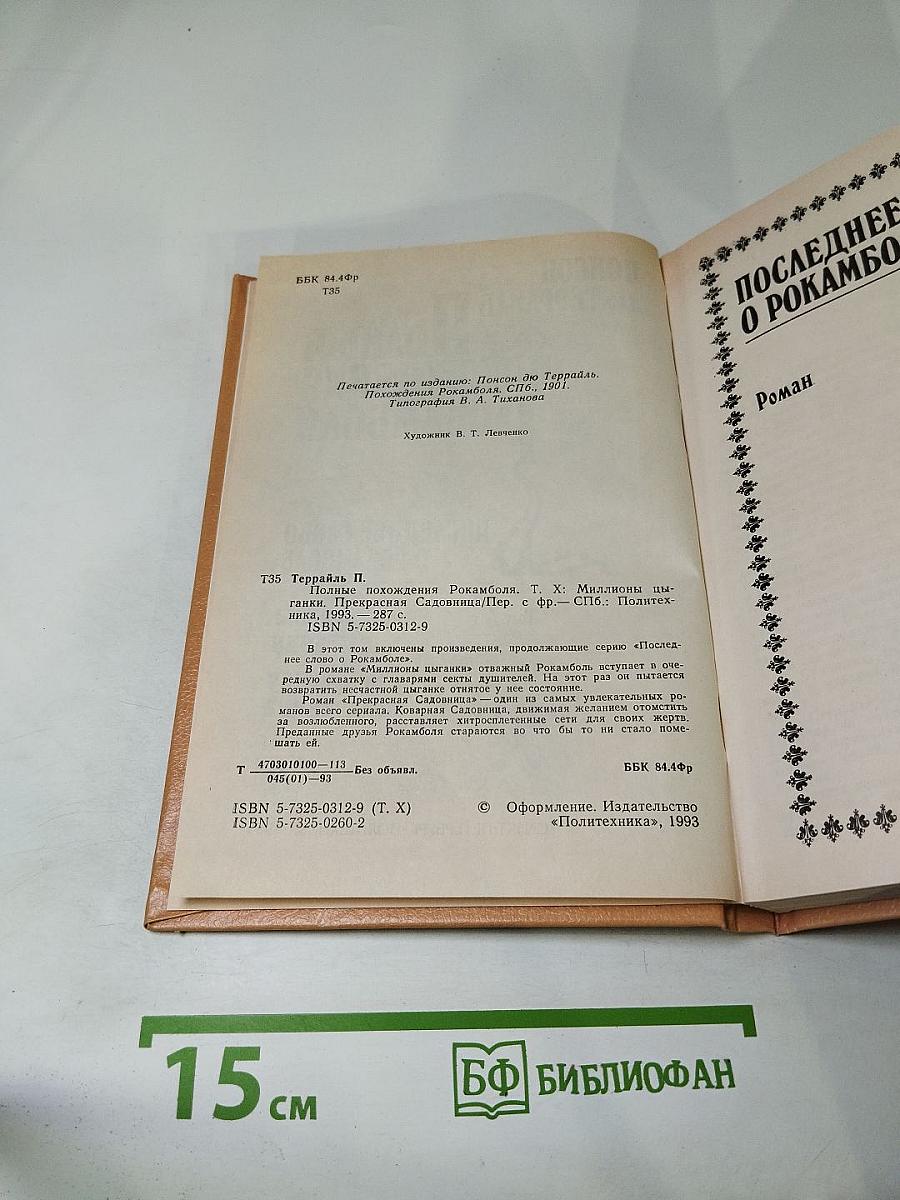 ББК 84.4Фр
Т35
Печатается по изданию: Понсон дю Террайль.
Похождения Рокамболя. СПб., 1901.
Типография В. А. Тиханова
Художник В. Т. Левченко
Т35 Террайль П.
Полные похождения Рокамболя. Т. X: Миллионы цы-
ганки. Прекрасная Садовница/Пер. с фр.— СПб.: Политех-
ника, 1993. — 287 с.
ISBN 5-7325-0312-9
В этот том включены произведения, продолжающие серию «Послед-
нее слово о Рокамболе».
В романе «Миллионы цыганки» отважный Рокамболь вступает в оче-
редную схватку с главарями секты душителей. На этот раз он пытается
возвратить несчастной цыганке отнятое у нее состояние.
Роман «Прекрасная Садовница» — один из самых увлекательных ро-
манов всего сериала. Коварная Садовница, движимая желанием отомстить
за возлюбленного, расставляет хитросплетенные сети для своих жертв.
Преданные друзья Рокамболя стараются во что бы то ни стало поме-
шать ей.
Т 4703010100—113
045(01)—93 Без объявл.
ББК 84.4Фр
ISBN 5-7325-0312-9 (Т. X)
ISBN 5-7325-0260-2
© Оформление. Издательство
«Политехника», 1993
ПОСЛЕДНЕЕ
О РОКАМБО
Роман
15 см
БФ БИБЛИОФАН